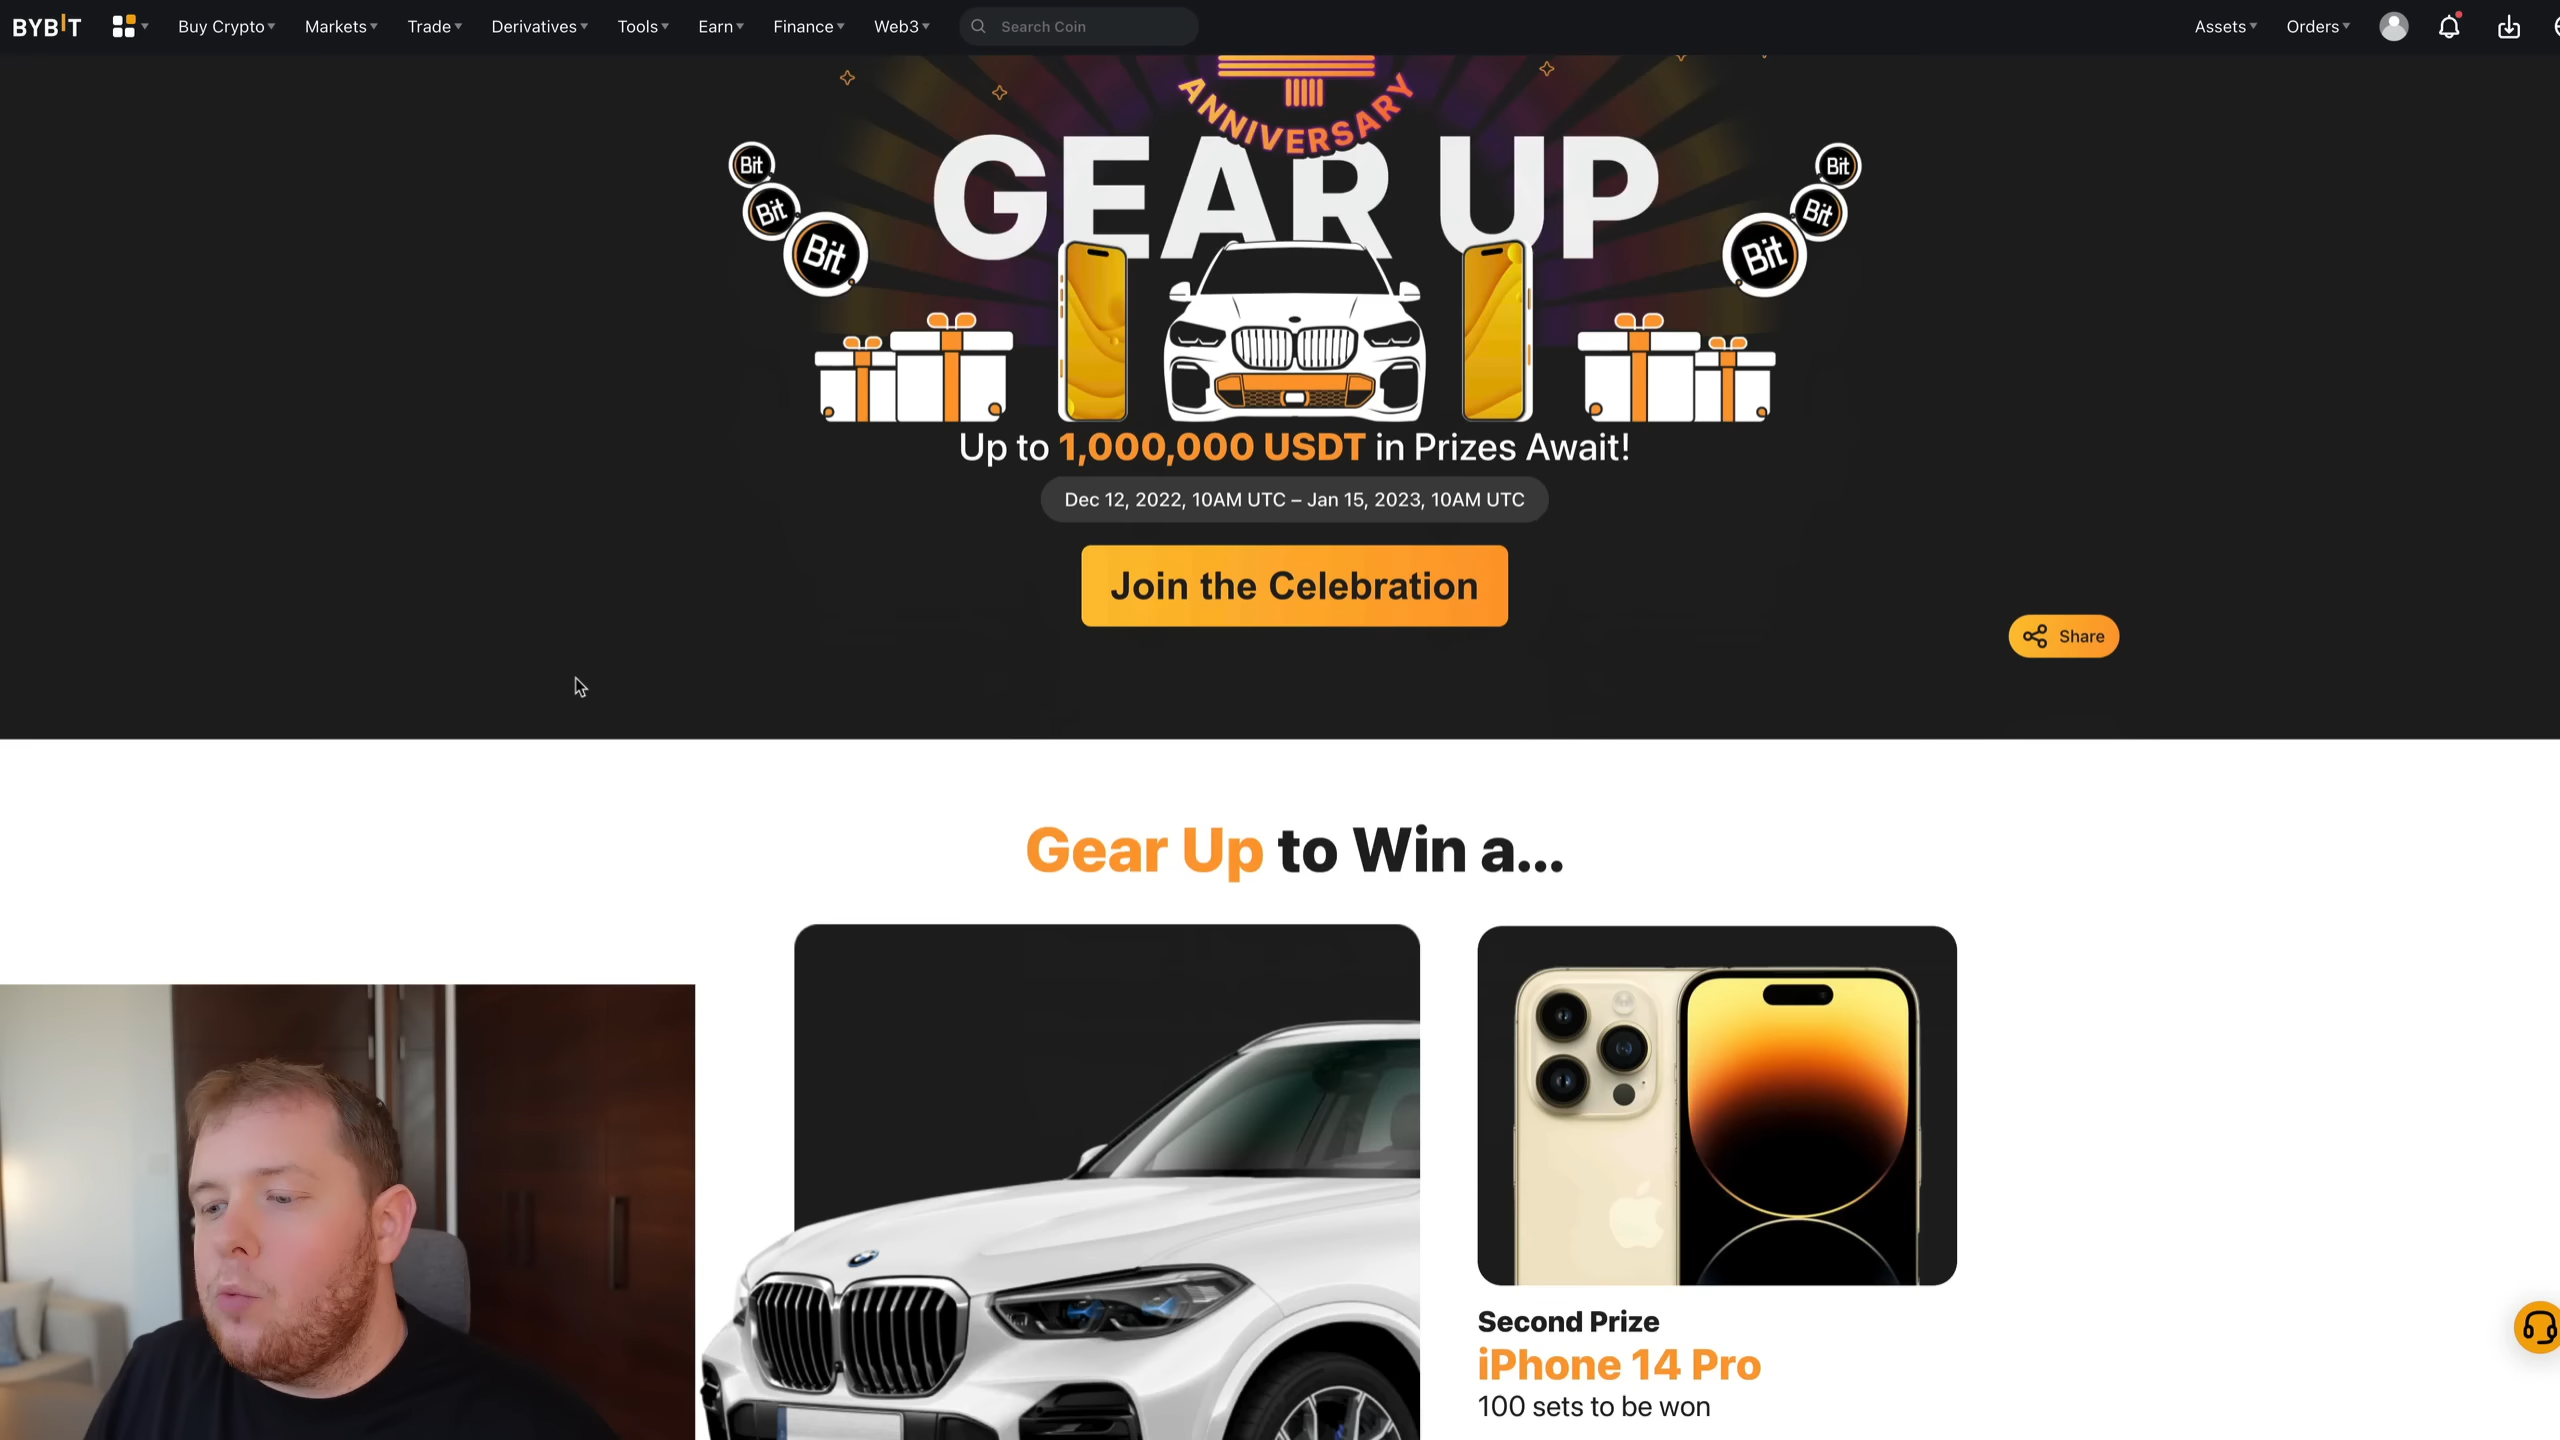 BYBIT
Buy Crypto
Markets
Trade
Derivatives
Tools
Earn
Finance
Web3
Search Coin
Assets
Orders
ANNIVERSARY
GEAR UP
Bit
Bit
Bit
Bit
Bit
Bit
Up to 1,000,000 USDT in Prizes Await!
Dec 12, 2022, 10AM UTC – Jan 15, 2023, 10AM UTC
Join the Celebration
Share
Gear Up to Win a...
Second Prize
iPhone 14 Pro
100 sets to be won